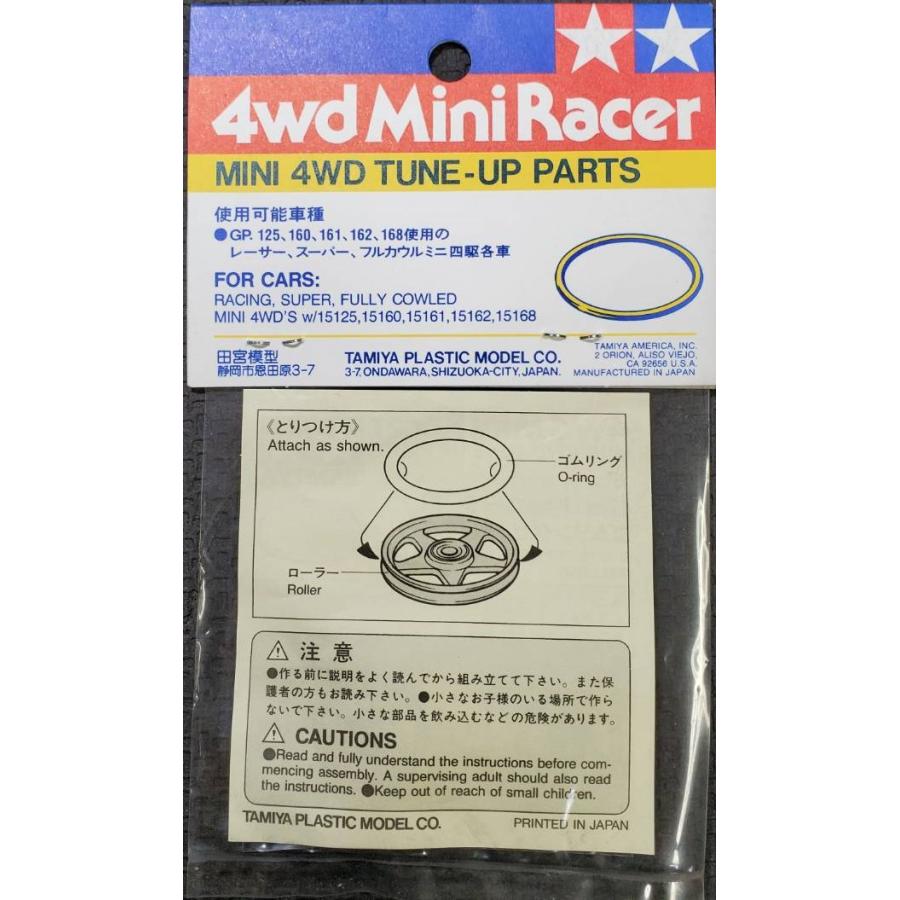 4wd Mini Racer
MINI 4WD TUNE-UP PARTS
使用可能車種
●GP. 125、160、161、162、168使用の
レーサー、スーパー、フルカウルミニ四駆各車
FOR CARS:
RACING, SUPER, FULLY COWLED
MINI 4WD'S w/15125,15160,15161,15162,15168
田宮模型
静岡市恩田原3-7
TAMIYA PLASTIC MODEL CO.
3-7, ONDAWARA, SHIZUOKA-CITY, JAPAN.
TAMIYA AMERICA, INC.
2 ORION, ALISO VIEJO,
CA 92656 U.S.A.
MANUFACTURED IN JAPAN
《とりつけ方》
Attach as shown.
ゴムリング
O-ring
ローラー
Roller
⚠ 注意
●作る前に説明をよく読んでから組み立てて下さい。また保
護者の方もお読み下さい。●小さなお子様のいる場所で作ら
ないで下さい。小さな部品を飲み込むなどの危険があります。
⚠ CAUTIONS
●Read and fully understand the instructions before com-
mencing assembly. A supervising adult should also read
the instructions. ●Keep out of reach of small children.
TAMIYA PLASTIC MODEL CO.
PRINTED IN JAPAN